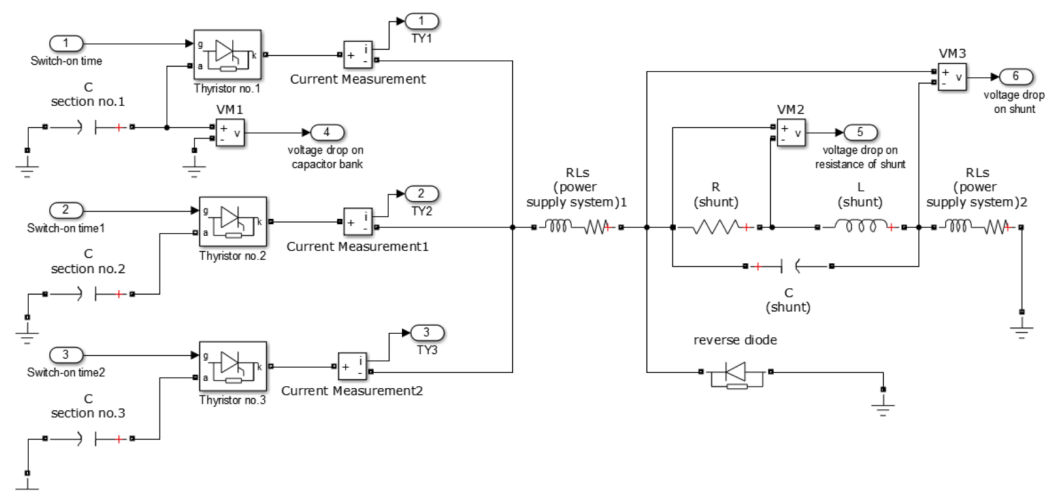 1
TY1
VM3
1
Switch-on time
g
a
k
Thyristor no.1
+
-
i
Current Measurement
+
-
v
6
voltage drop
on shunt
C
section no.1
VM1
+
-
v
4
voltage drop on
capacitor bank
VM2
+
-
v
5
voltage drop on
resistance of shunt
RLs
(power
supply system)1
R
(shunt)
L
(shunt)
RLs
(power
supply system)2
2
TY2
2
Switch-on time1
g
a
k
Thyristor no.2
+
-
i
Current Measurement1
C
section no.2
C
(shunt)
3
TY3
reverse diode
3
Switch-on time2
g
a
k
Thyristor no.3
+
-
i
Current Measurement2
C
section no.3